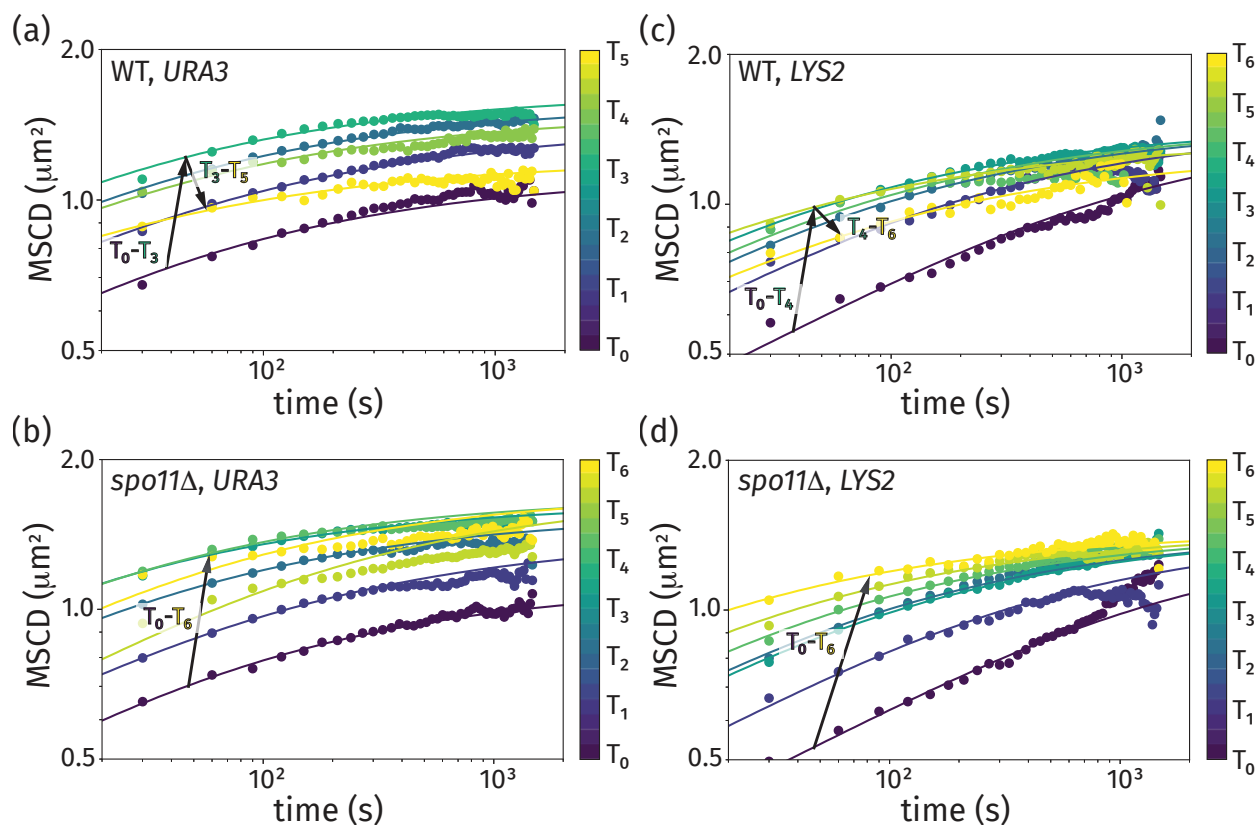 (a)
WT, URA3
MSCD (μm²)
2.0
1.0
0.5
T₀-T₃
T₃-T₅
10²
10³
time (s)
T₅
T₄
T₃
T₂
T₁
T₀
(c)
WT, LYS2
MSCD (μm²)
2.0
1.0
0.5
T₀-T₄
T₄-T₆
10²
10³
time (s)
T₆
T₅
T₄
T₃
T₂
T₁
T₀
(b)
spo11Δ, URA3
MSCD (μm²)
2.0
1.0
0.5
T₀-T₆
10²
10³
time (s)
T₆
T₅
T₄
T₃
T₂
T₁
T₀
(d)
spo11Δ, LYS2
MSCD (μm²)
2.0
1.0
0.5
T₀-T₆
10²
10³
time (s)
T₆
T₅
T₄
T₃
T₂
T₁
T₀